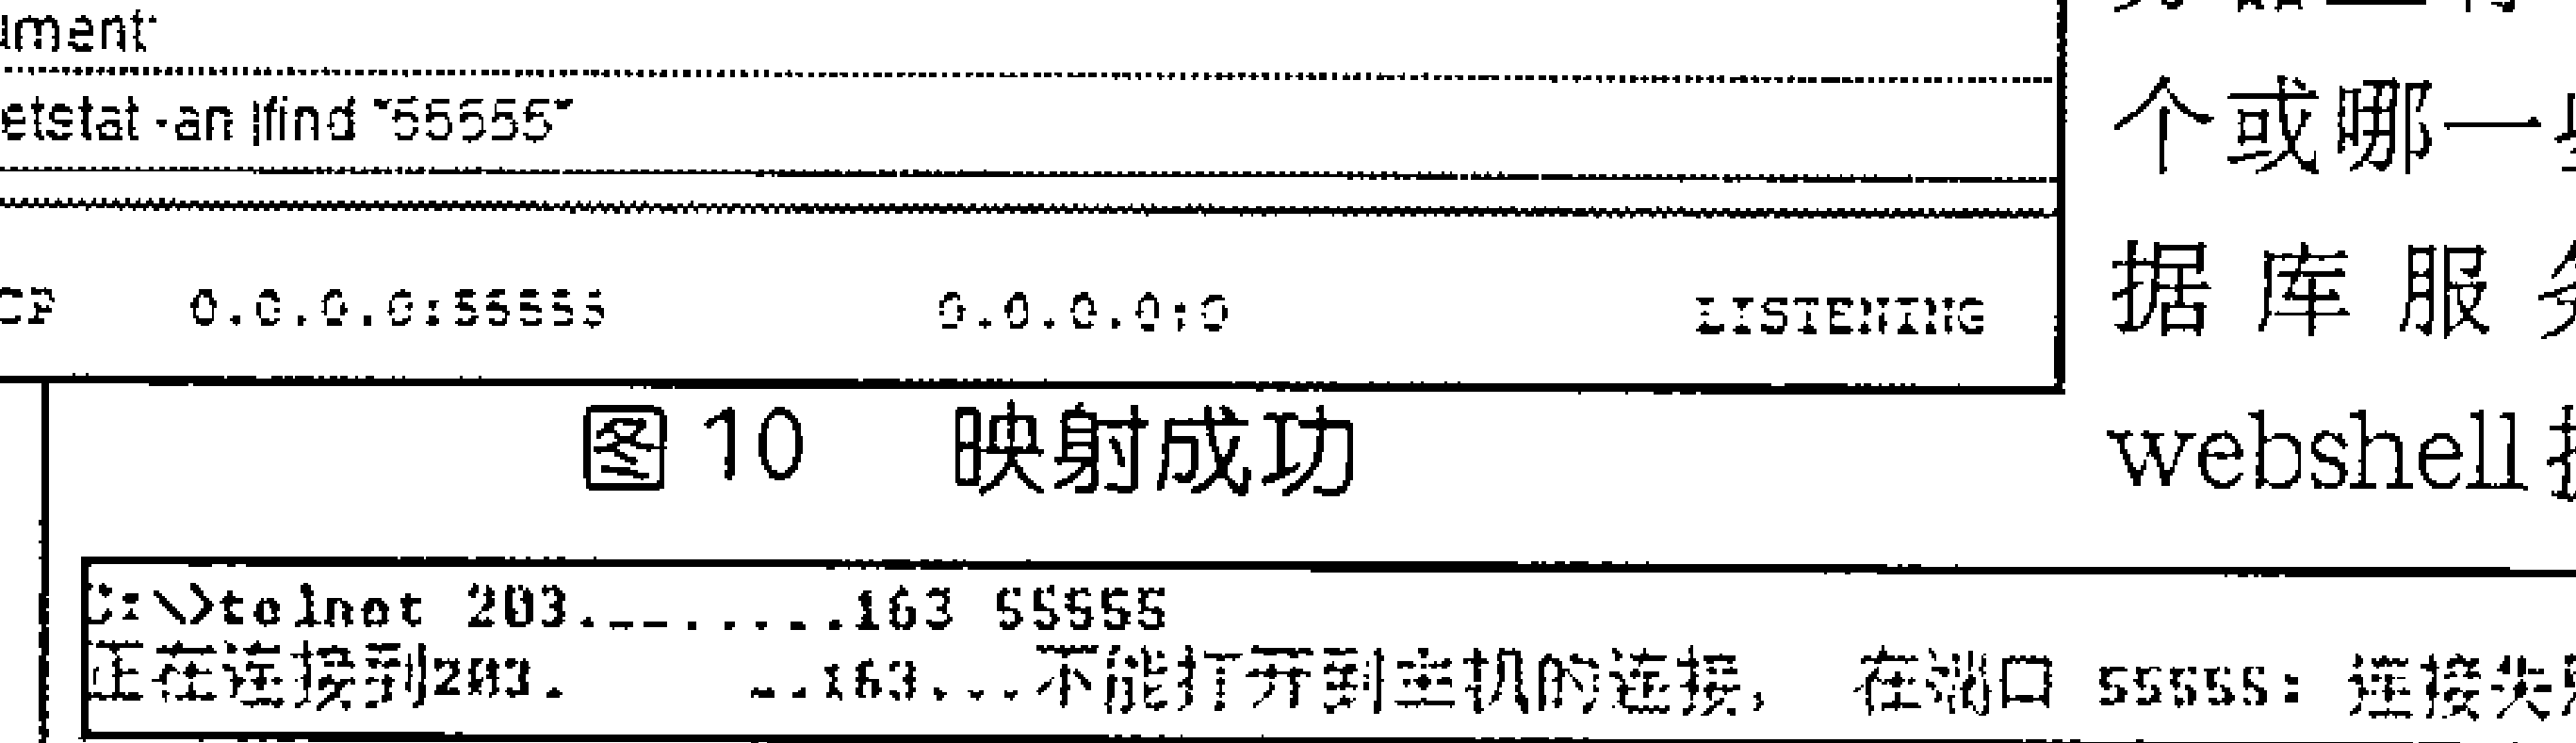 ument:
etstat -an |find "55555"
CP 0.0.0.0:55555 0.0.0.0:0 LISTENING
图 10 映射成功
C:\>telnet 203. .163 55555
正在连接到203. ..163...不能打开到主机的连接， 在端口 55555: 连接失
个或哪一
据库服
webshell